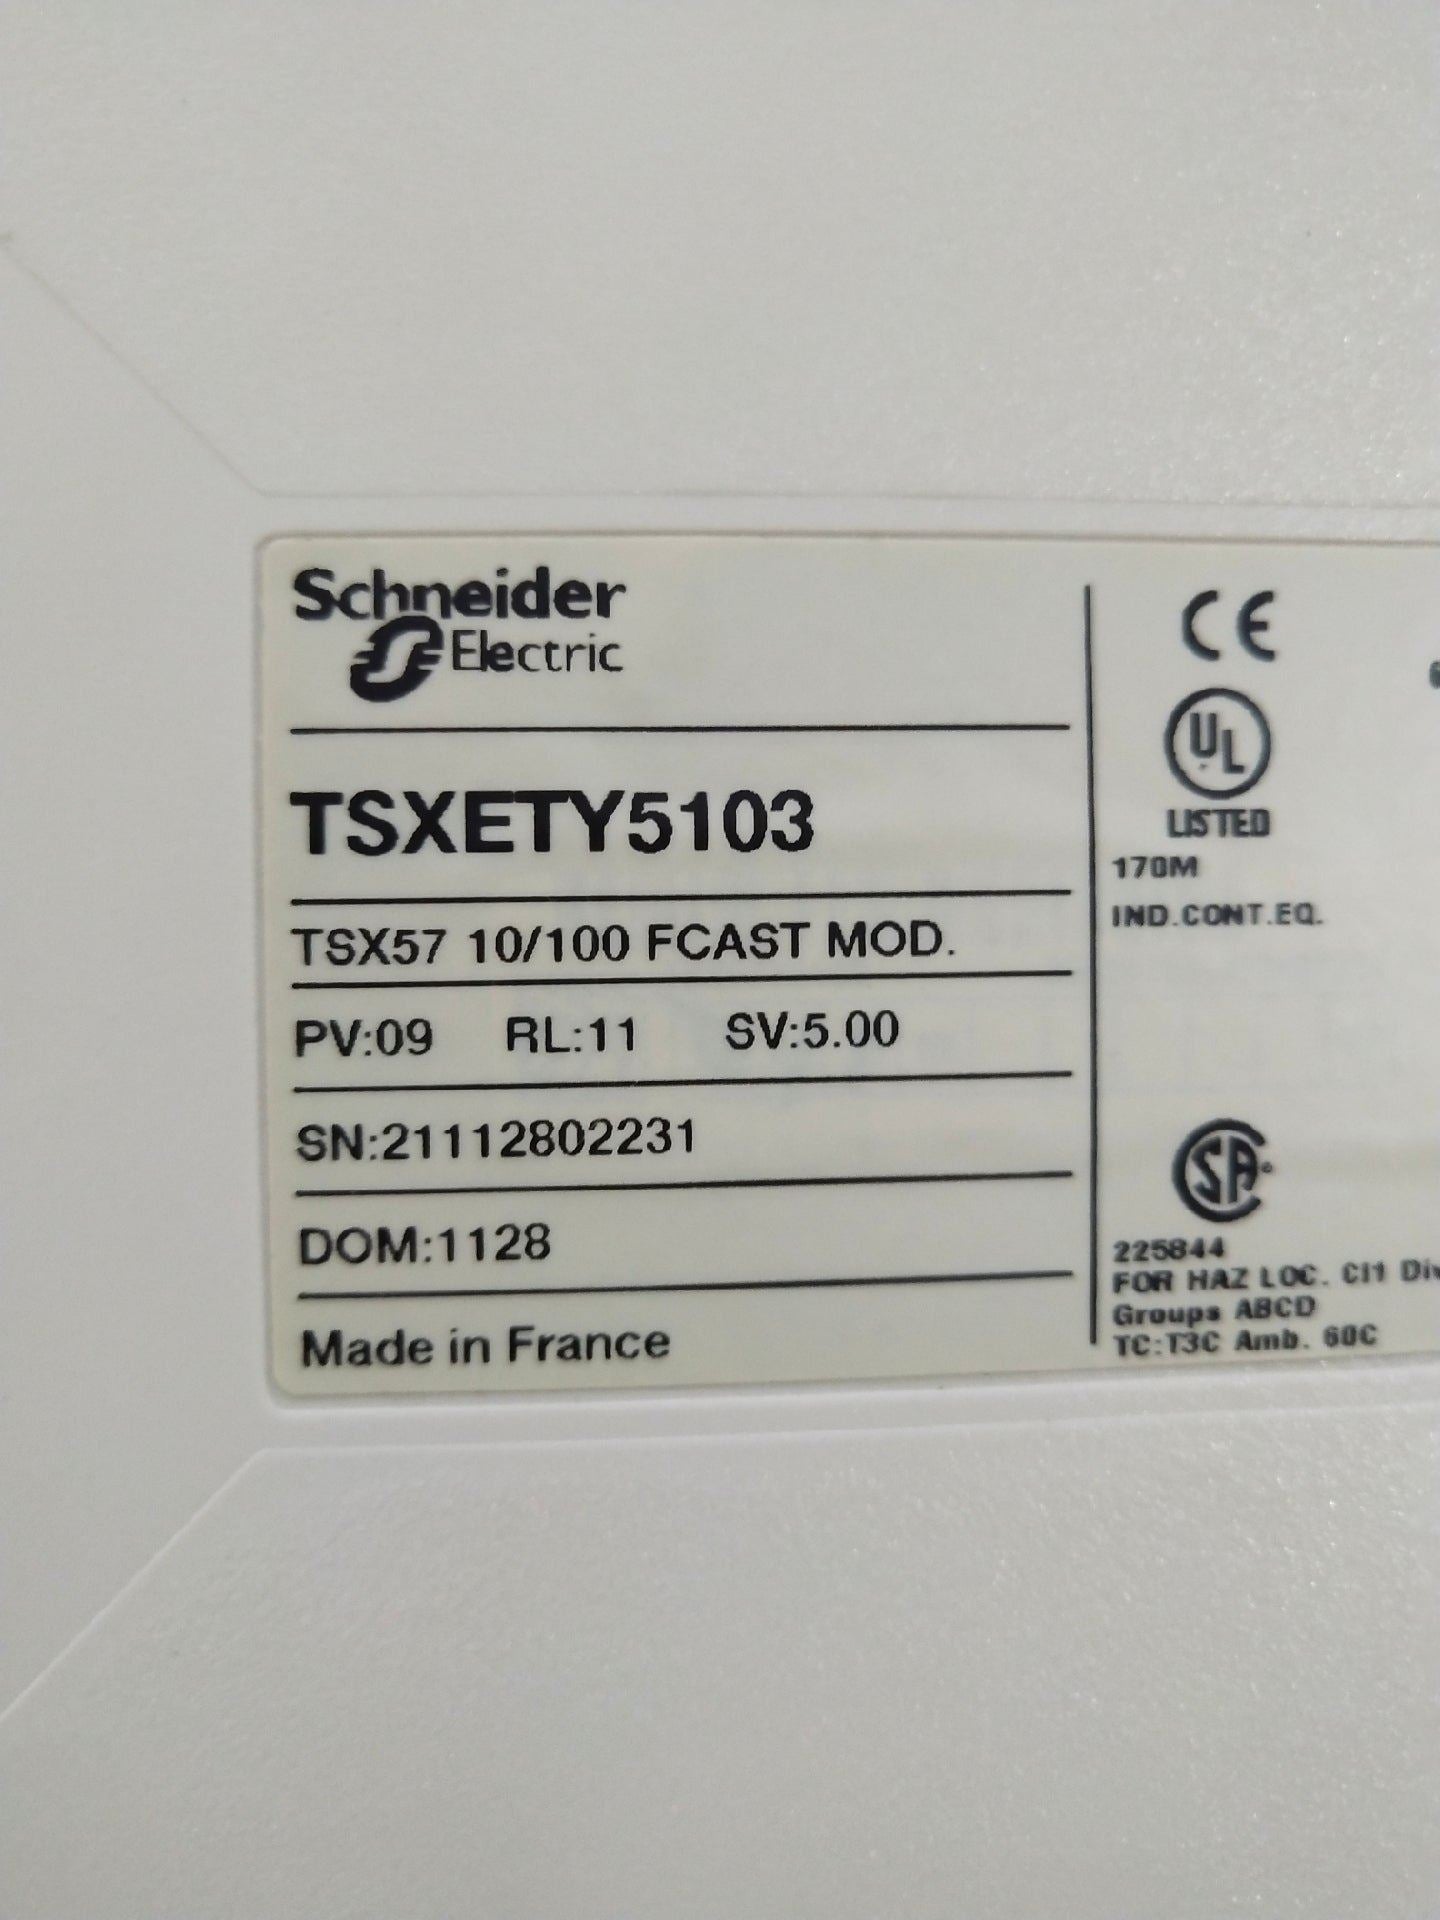 Schneider
Electric
TSXETY5103
TSX57 10/100 FCAST MOD.
PV:09 RL:11 SV:5.00
SN:21112802231
DOM:1128
Made in France
CE
UL
LISTED
170M
IND.CONT.EQ.
SA
225844
FOR HAZ LOC. Cl1 Div
Groups ABCD
TC:T3C Amb. 60C